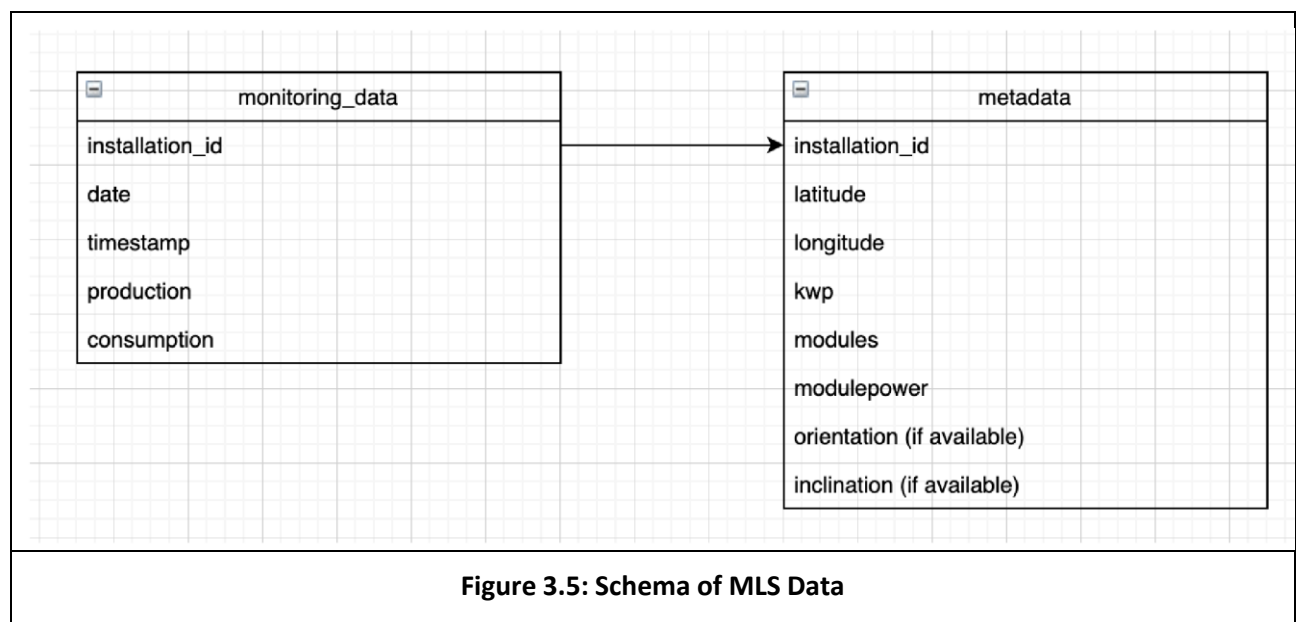 monitoring_data
installation_id
date
timestamp
production
consumption
metadata
installation_id
latitude
longitude
kwp
modules
modulepower
orientation (if available)
inclination (if available)
Figure 3.5: Schema of MLS Data